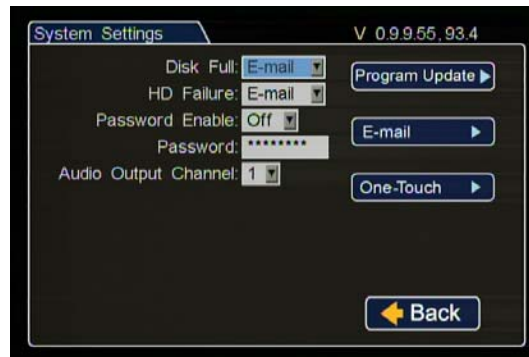 System Settings
V 0.9.9.55, 93.4
Disk Full: E-mail
Program Update
HD Failure: E-mail
Password Enable: Off
E-mail
Password: ********
Audio Output Channel: 1
One-Touch
Back